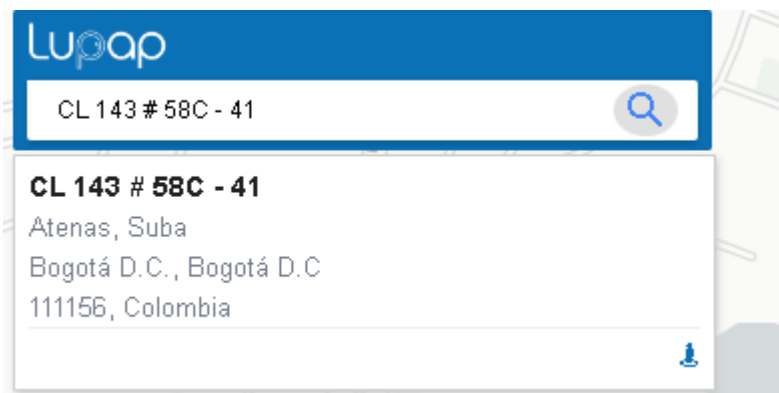 Lupap
CL 143 # 58C - 41
CL 143 # 58C - 41
Atenas, Suba
Bogotá D.C., Bogotá D.C
111156, Colombia